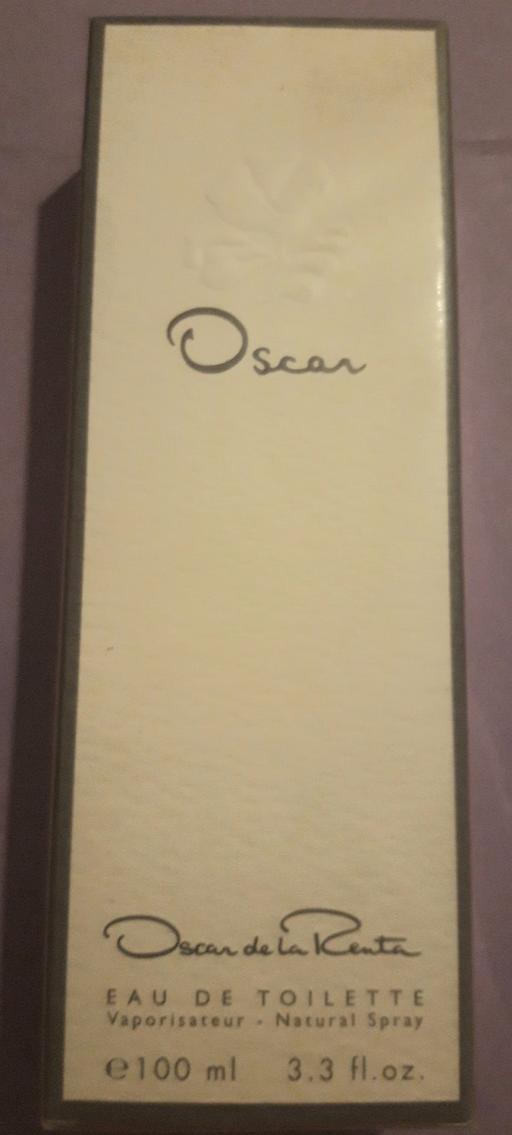 Oscar
Oscar de la Renta
EAU DE TOILETTE
Vaporisateur - Natural Spray
℮100 ml 3.3 fl.oz.